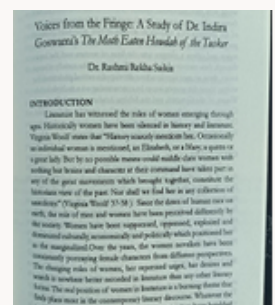 Voices from the Fringe: A Study of Dr. Indira
Goswami's The Moth Eaten Howdah of the Tusker
Dr. Rashmi Rekha Saikia
INTRODUCTION
Literature has witnessed the roles of women emerging through
ages. Historically women have been silenced in history and literature.
Virginia Woolf states that "History scarcely mentions her. Occasionally
an individual woman is mentioned, an Elizabeth, or a Mary; a queen or
a great lady. But by no possible means could middle class women with
nothing but brains and character at their command have taken part in
any of the great movements which brought together, constitute the
historian's view of the past. Nor shall we find her in any collection of
anecdotes" (Virginia Woolf 37-38). Since the dawn of human race on
earth, the role of men and women have been perceived differently by
the society. Women have been suppressed, oppressed, exploited and
dominated culturally, economically and politically which positioned her
as the marginalized. Over the years, the women novelists have been
constantly portraying female characters from different perspectives.
The changing roles of women, her repressed urges, her desires and
search is nowhere better recorded in literature than any other literary
forms. The real position of women in literature is a burning theme that
finds place more in the contemporary literary discourse. Whatever the